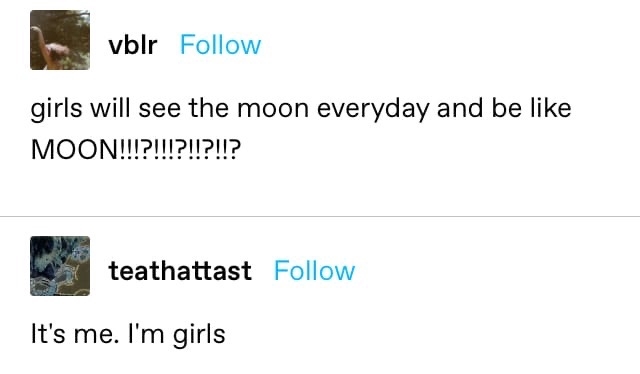 vblr Follow
girls will see the moon everyday and be like
MOON!!!?!!!?!!?!!?
teathattast Follow
It's me. I'm girls